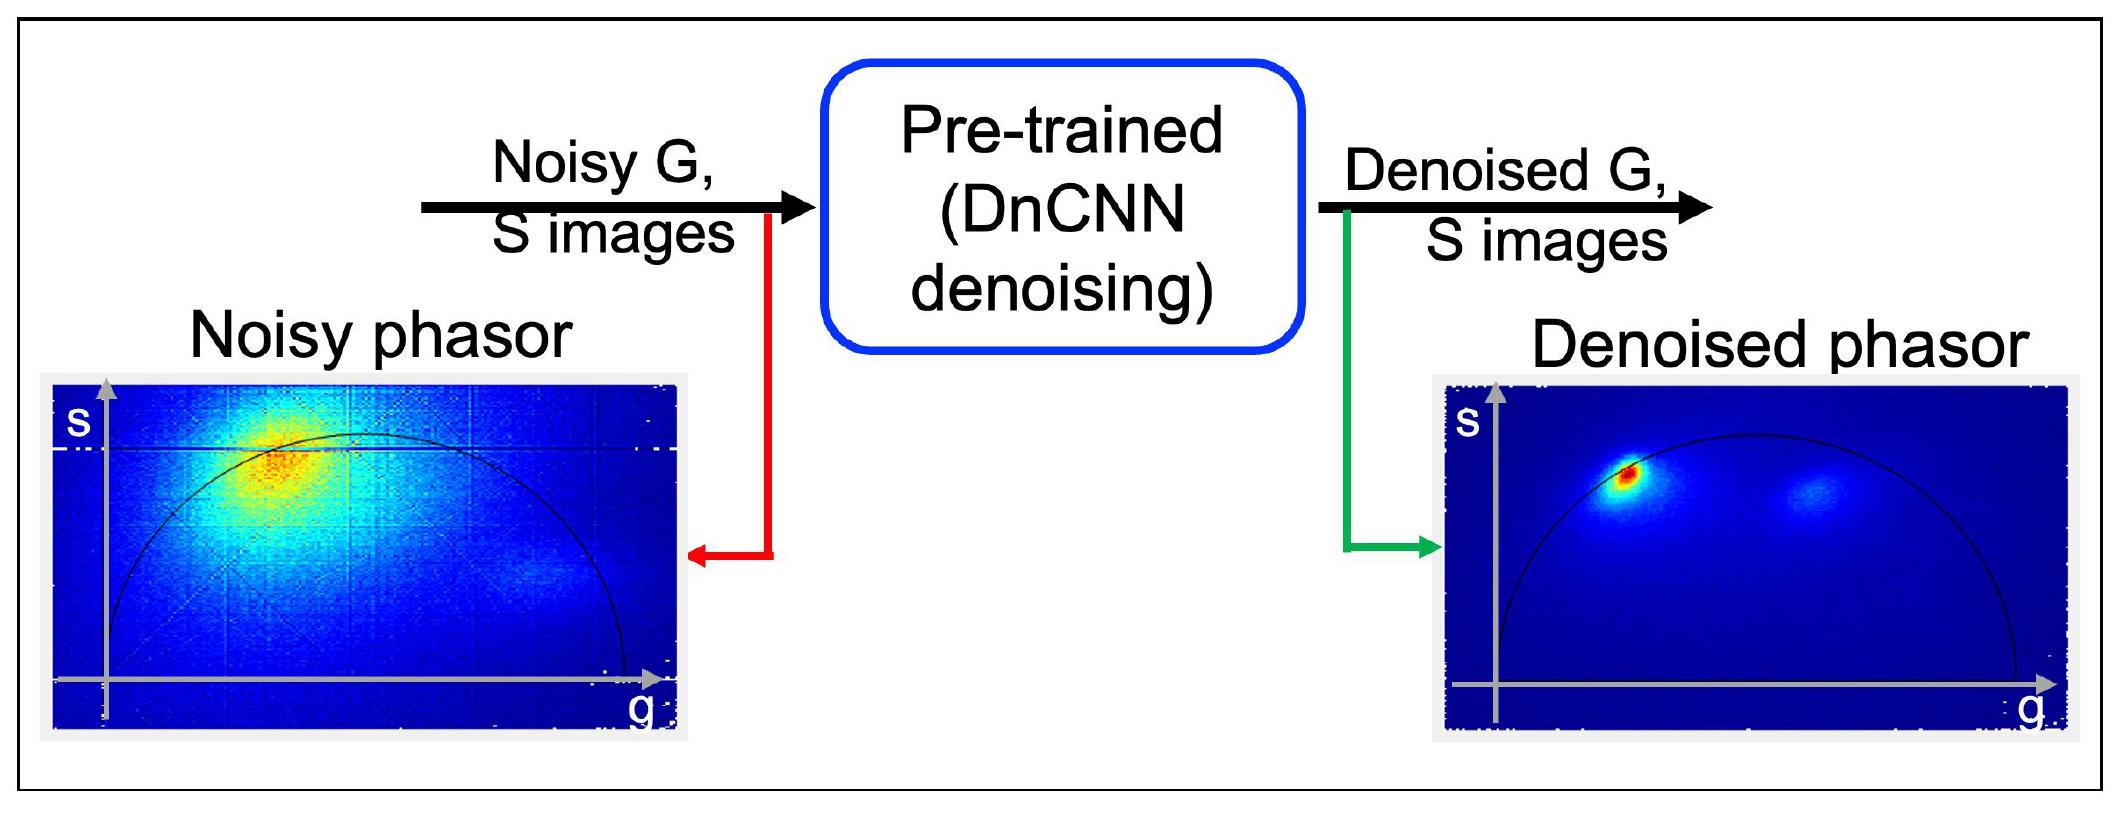 Noisy G,
S images
Pre-trained
(DnCNN
denoising)
Denoised G,
S images
Noisy phasor
s
g
Denoised phasor
s
g